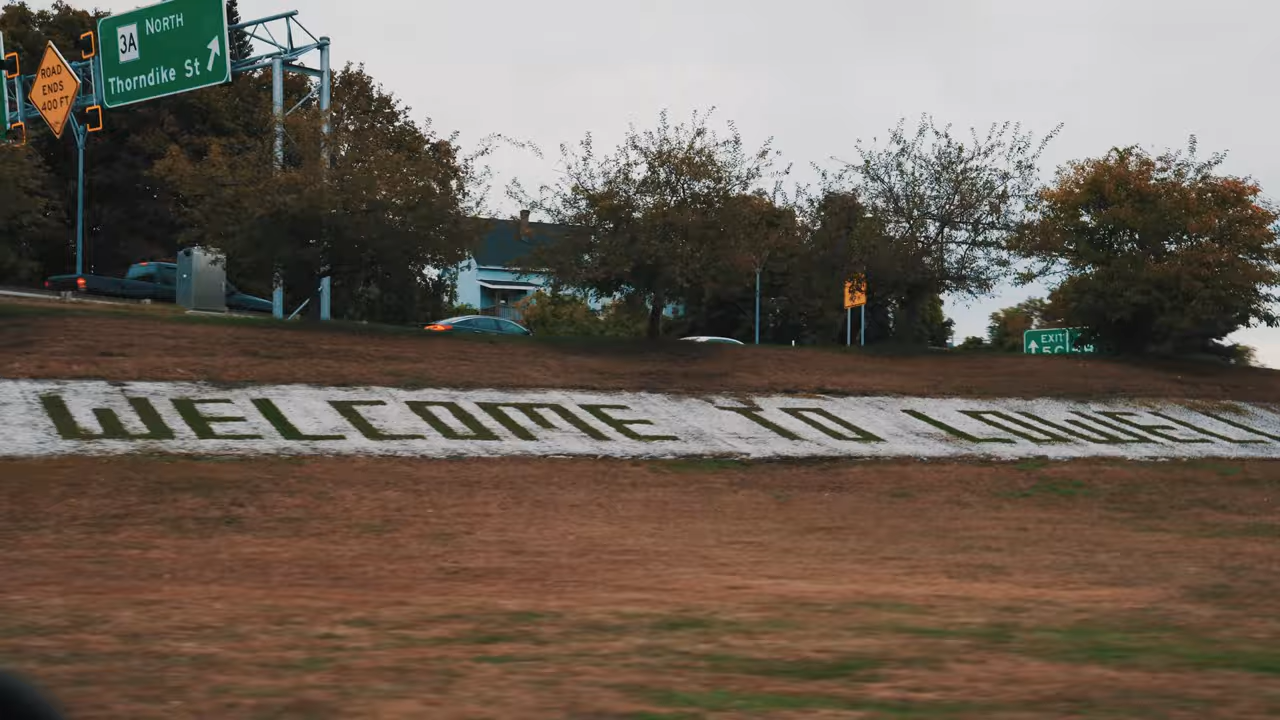 3A NORTH
Thorndike St
ROAD
ENDS
400 FT
EXIT
WELCOME TO LOWELL